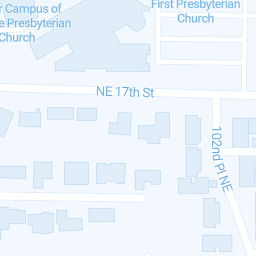 r Campus of
e Presbyterian
Church
First Presbyterian
Church
NE 17th St
102nd Pl NE